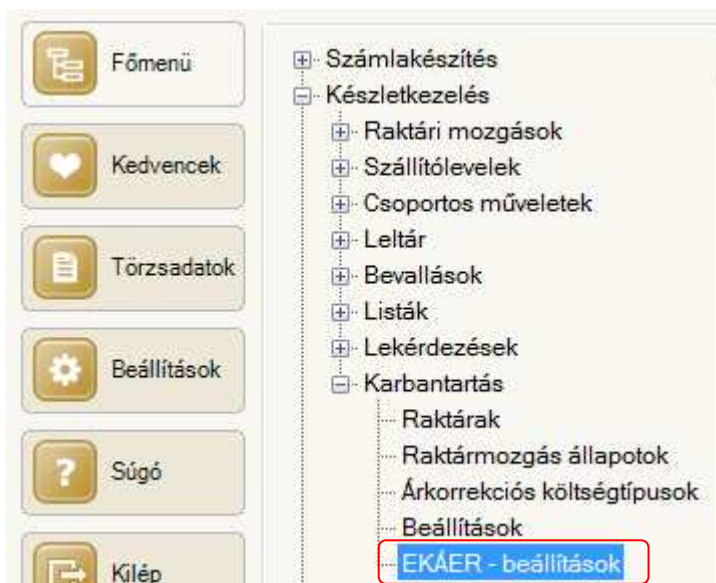 Főmenü
Kedvencek
Törzsadatok
Beállítások
Súgó
Kilép
Számlakészítés
Készletkezelés
Raktári mozgások
Szállítólevelek
Csoportos műveletek
Leltár
Bevallások
Listák
Lekérdezések
Karbantartás
Raktárak
Raktármozgás állapotok
Árkorrekciós költségtípusok
Beállítások
EKÁER - beállítások